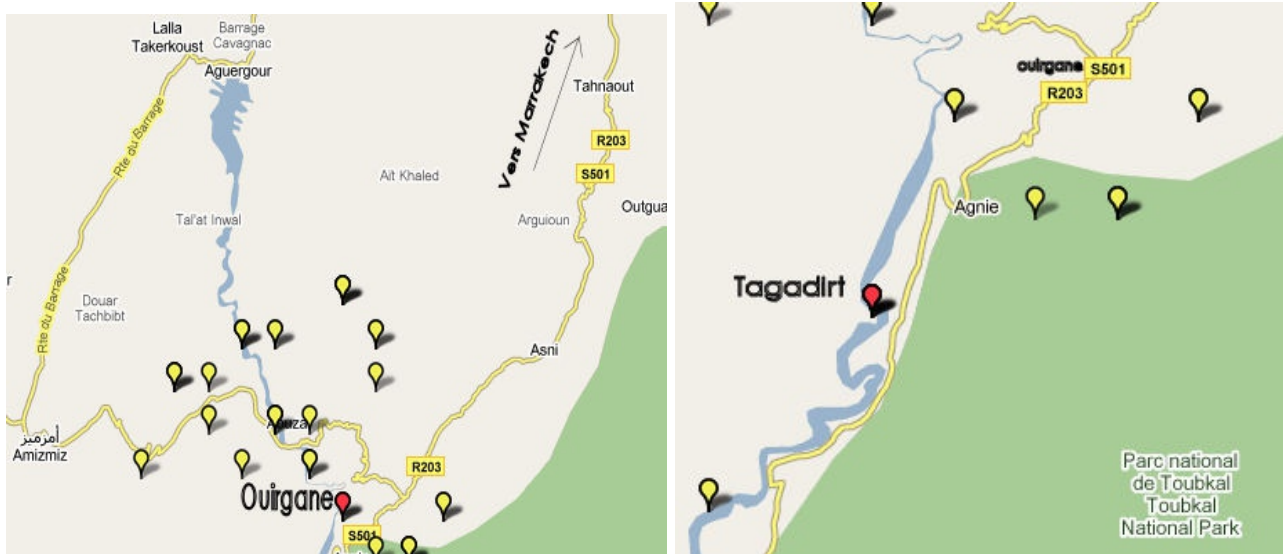 Lalla
Takerkoust
Barrage
Cavagnac
Aguergour
Vers Marrakech
Tahnaout
R203
S501
Rte du Barrage
Aït Khaled
Tal'at Inwal
Arguioun
Outgua
r
Douar
Tachbibt
Rte du Barrage
Asni
أمزميز
Amizmiz
R203
Ouirgane
S501
ouirgane
S501
R203
Agnie
Tagadirt
Parc national
de Toubkal
Toubkal
National Park